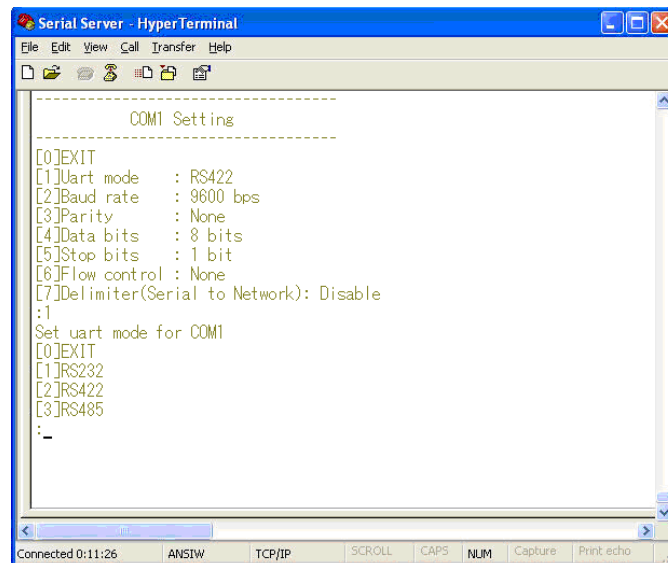 Serial Server - HyperTerminal
File Edit View Call Transfer Help
COM1 Setting
[0]EXIT
[1]Uart mode : RS422
[2]Baud rate : 9600 bps
[3]Parity : None
[4]Data bits : 8 bits
[5]Stop bits : 1 bit
[6]Flow control : None
[7]Delimiter(Serial to Network): Disable
:1
Set uart mode for COM1
[0]EXIT
[1]RS232
[2]RS422
[3]RS485
:_
Connected 0:11:26 ANSIW TCP/IP SCROLL CAPS NUM Capture Print echo